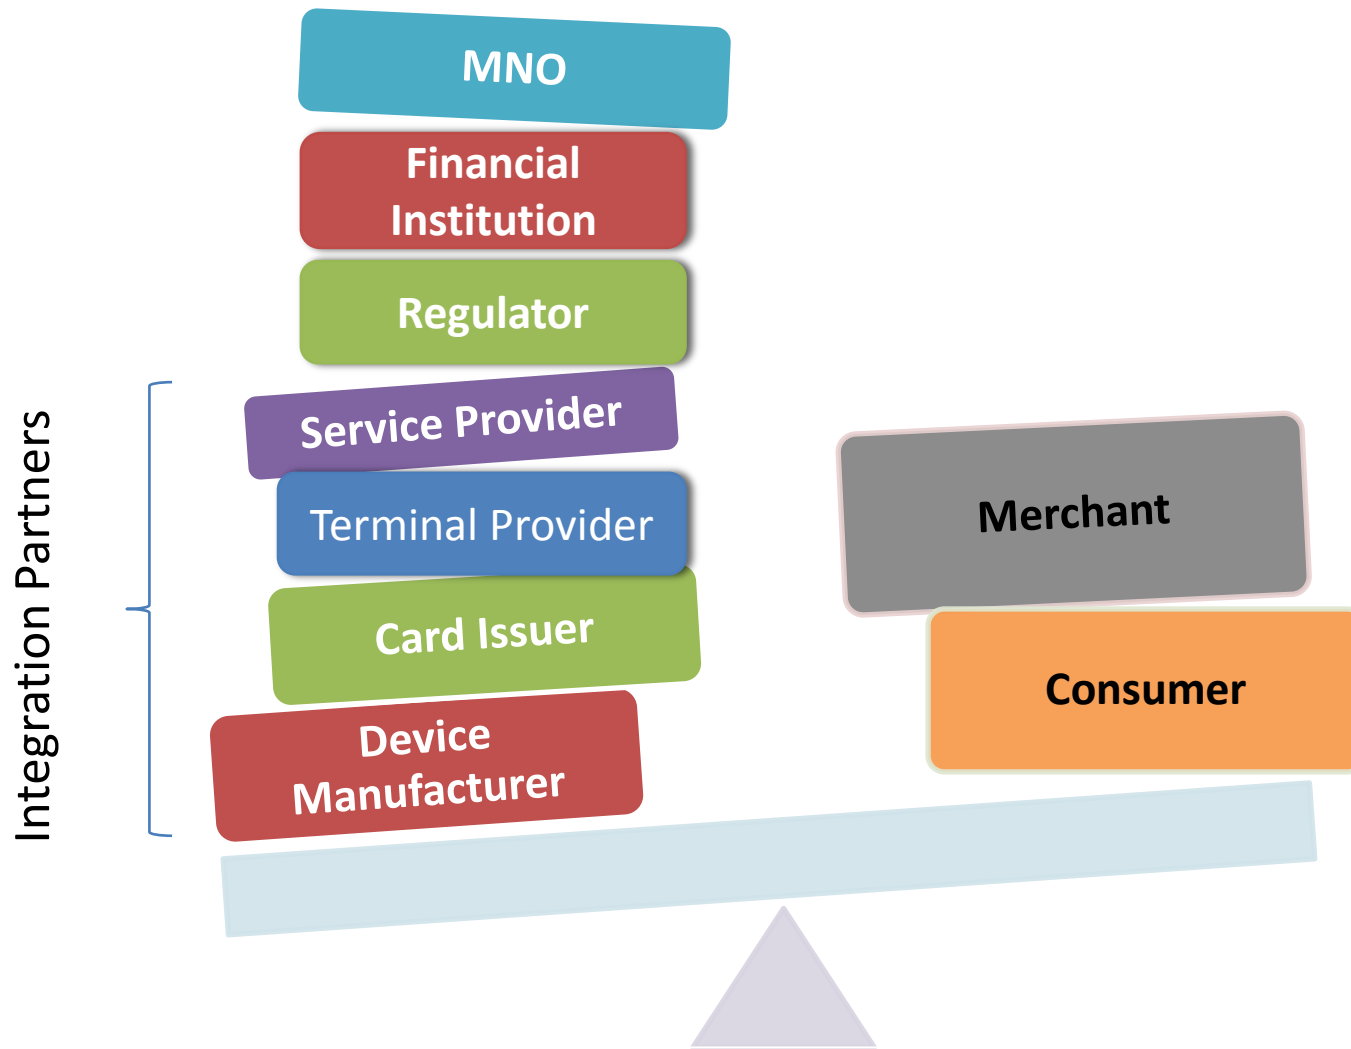 MNO
Financial
Institution
Regulator
Service Provider
Terminal Provider
Card Issuer
Device
Manufacturer
Integration Partners
Merchant
Consumer